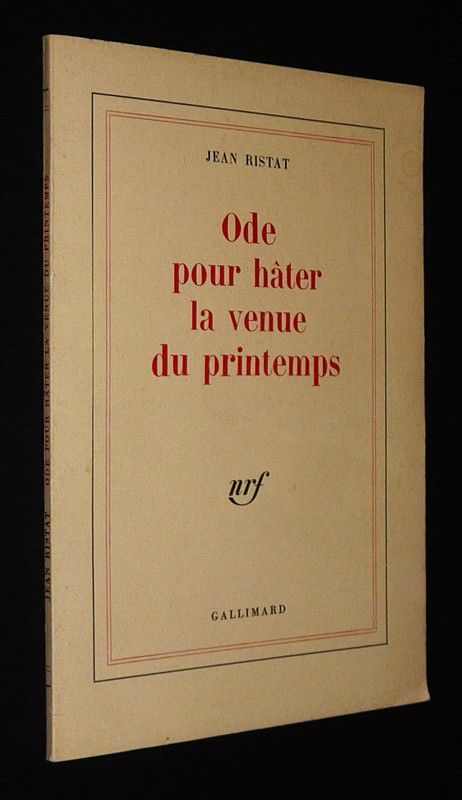 JEAN RISTAT
Ode
pour hâter
la venue
du printemps
nrf
GALLIMARD
JEAN RISTAT ODE POUR HÂTER LA VENUE DU PRINTEMPS